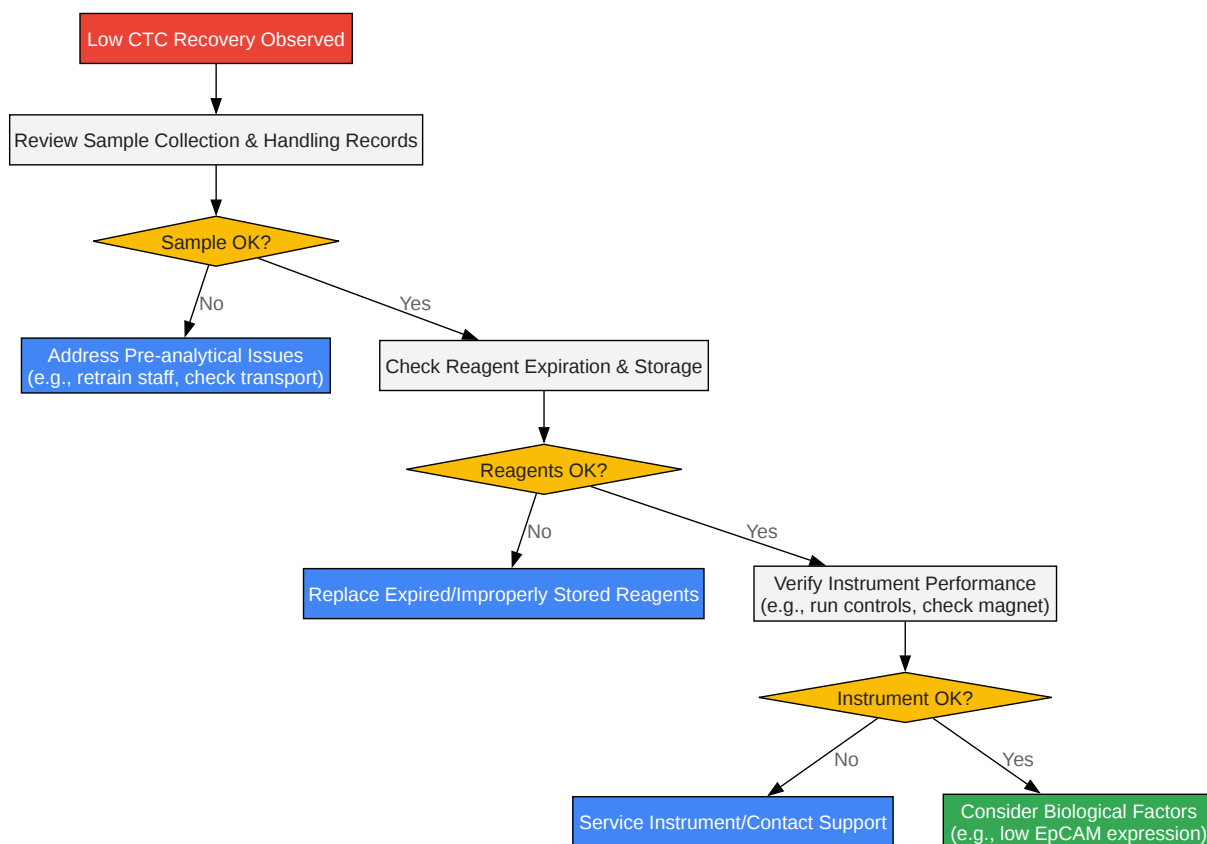 Low CTC Recovery Observed
Review Sample Collection & Handling Records
Sample OK?
No
Yes
Address Pre-analytical Issues
(e.g., retrain staff, check transport)
Check Reagent Expiration & Storage
Reagents OK?
No
Yes
Replace Expired/Improperly Stored Reagents
Verify Instrument Performance
(e.g., run controls, check magnet)
Instrument OK?
No
Yes
Service Instrument/Contact Support
Consider Biological Factors
(e.g., low EpCAM expression)